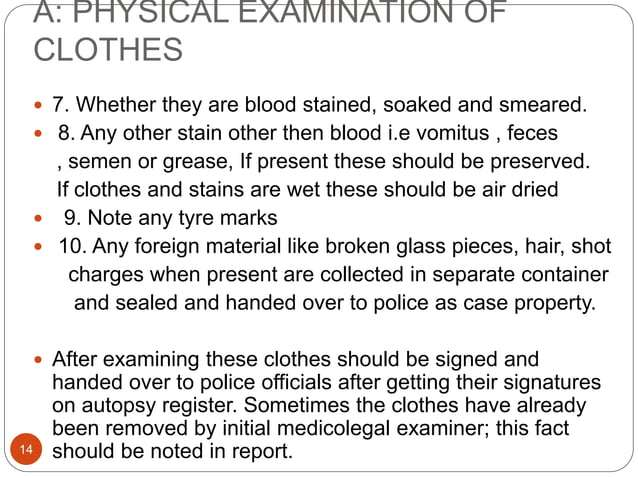 A: PHYSICAL EXAMINATION OF
CLOTHES
7. Whether they are blood stained, soaked and smeared.
8. Any other stain other then blood i.e vomitus , feces
, semen or grease, If present these should be preserved.
If clothes and stains are wet these should be air dried
9. Note any tyre marks
10. Any foreign material like broken glass pieces, hair, shot
charges when present are collected in separate container
and sealed and handed over to police as case property.
After examining these clothes should be signed and
handed over to police officials after getting their signatures
on autopsy register. Sometimes the clothes have already
been removed by initial medicolegal examiner; this fact
should be noted in report.
14